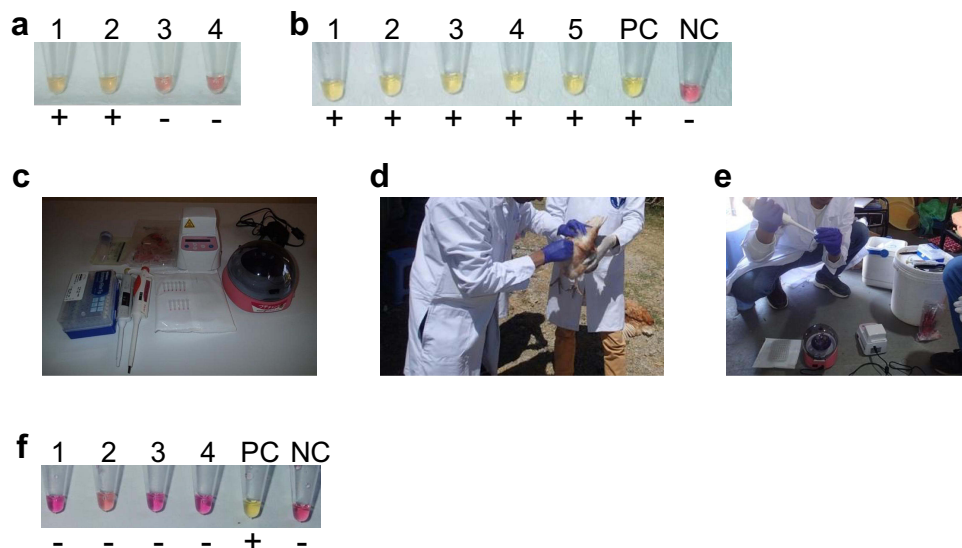 a
1 2 3 4
+ + - -
b
1 2 3 4 5 PC NC
+ + + + + + -
c
d
e
f
1 2 3 4 PC NC
- - - - + -